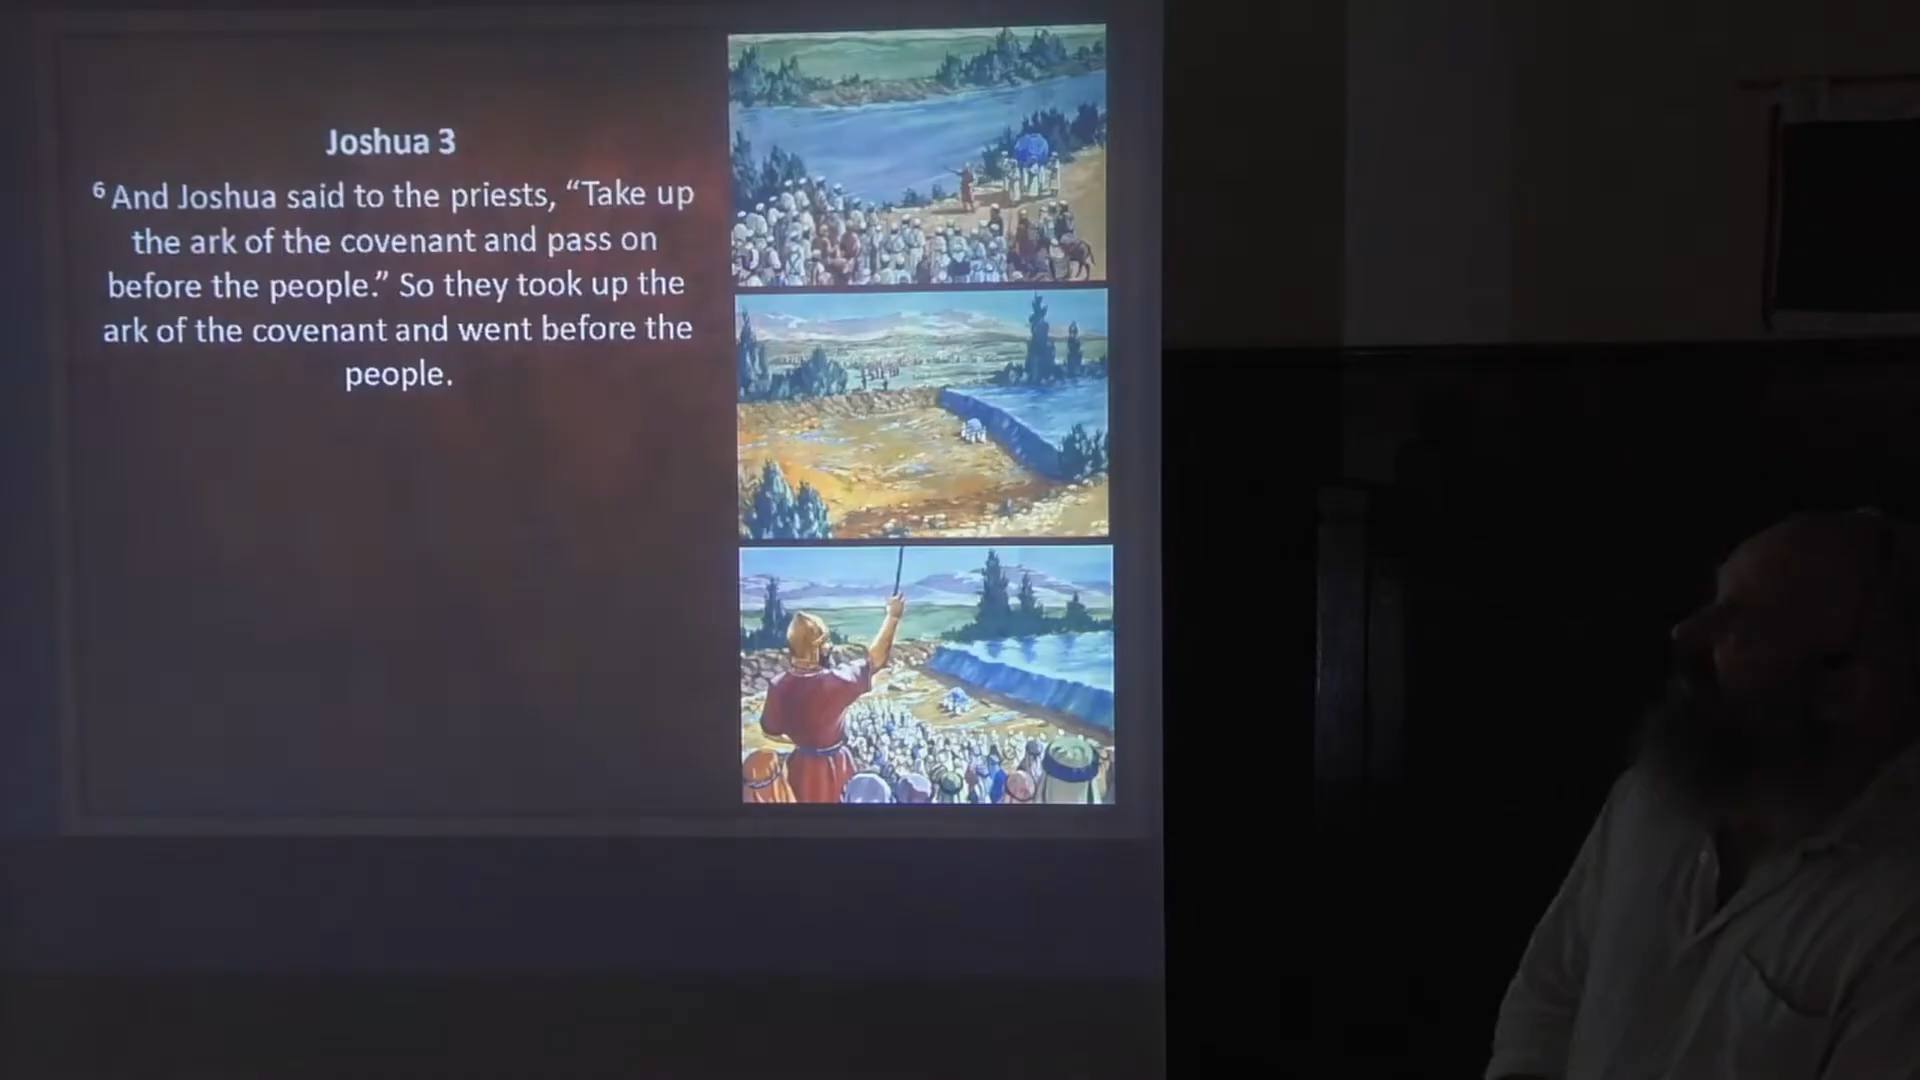 Joshua 3
⁶ And Joshua said to the priests, “Take up
the ark of the covenant and pass on
before the people.” So they took up the
ark of the covenant and went before the
people.